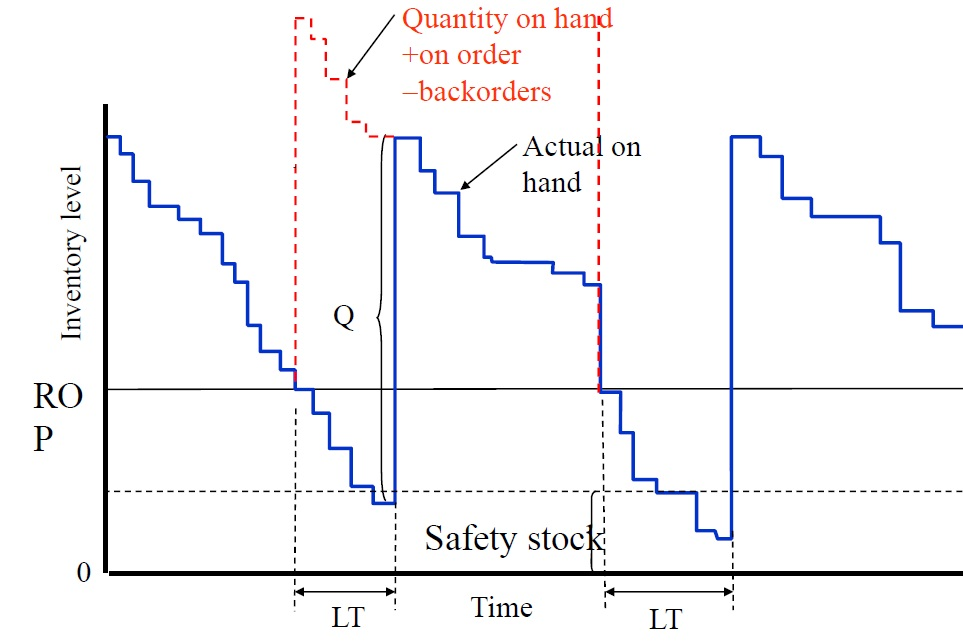 Quantity on hand
+on order
−backorders
Actual on
hand
Inventory level
Q
RO
P
Safety stock
0
LT
Time
LT